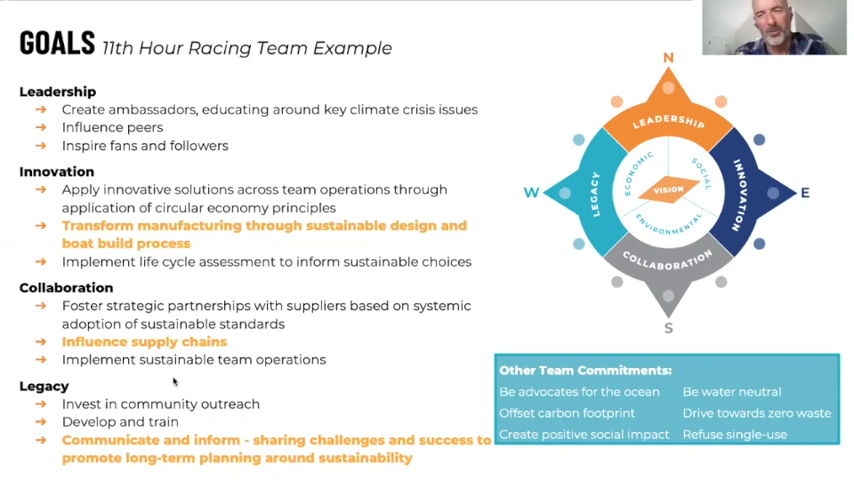 GOALS 11th Hour Racing Team Example
Leadership
→ Create ambassadors, educating around key climate crisis issues
→ Influence peers
→ Inspire fans and followers
Innovation
→ Apply innovative solutions across team operations through
application of circular economy principles
→ Transform manufacturing through sustainable design and
boat build process
→ Implement life cycle assessment to inform sustainable choices
Collaboration
→ Foster strategic partnerships with suppliers based on systemic
adoption of sustainable standards
→ Influence supply chains
→ Implement sustainable team operations
Legacy
→ Invest in community outreach
→ Develop and train
→ Communicate and inform - sharing challenges and success to
promote long-term planning around sustainability
N
LEADERSHIP
ECONOMIC
SOCIAL
W
LEGACY
VISION
INNOVATION
E
ENVIRONMENTAL
COLLABORATION
S
Other Team Commitments:
Be advocates for the ocean Be water neutral
Offset carbon footprint Drive towards zero waste
Create positive social impact Refuse single-use